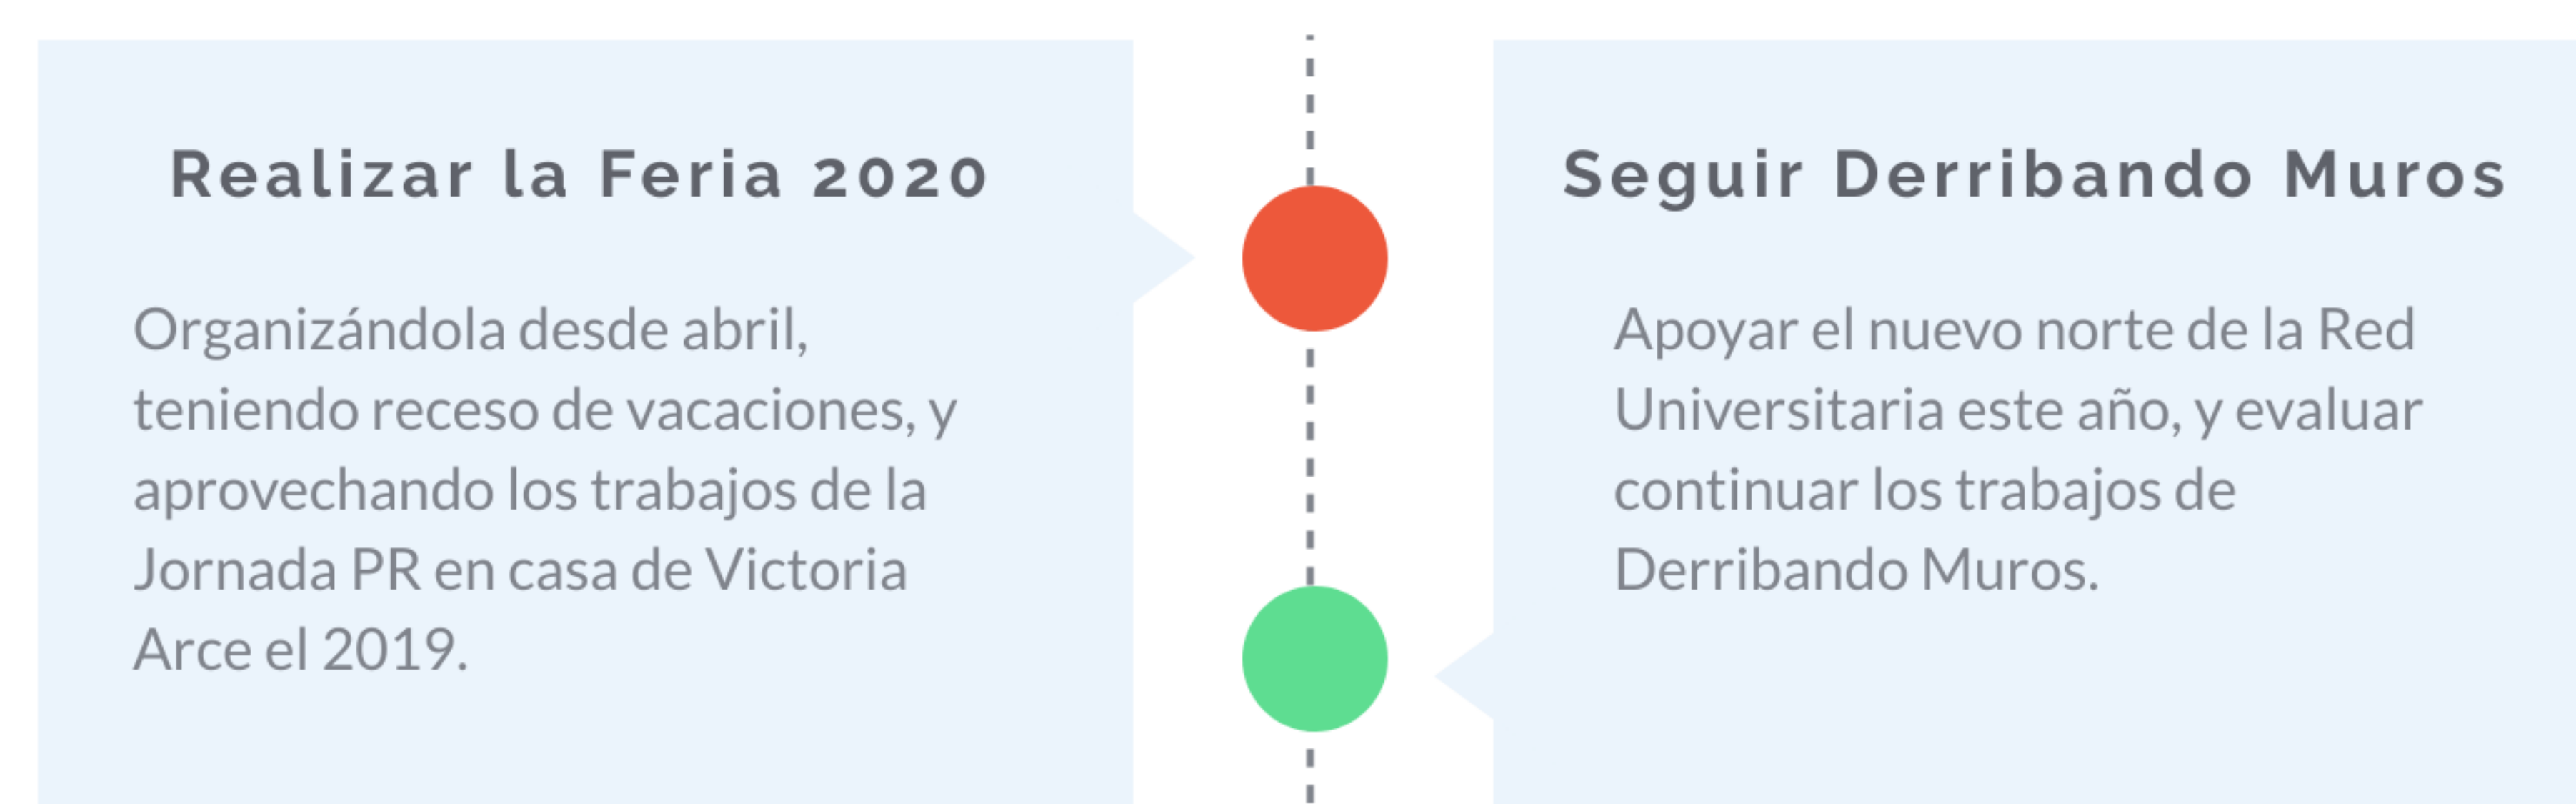 Realizar la Feria 2020
Organizándola desde abril,
teniendo receso de vacaciones, y
aprovechando los trabajos de la
Jornada PR en casa de Victoria
Arce el 2019.
Seguir Derribando Muros
Apoyar el nuevo norte de la Red
Universitaria este año, y evaluar
continuar los trabajos de
Derribando Muros.